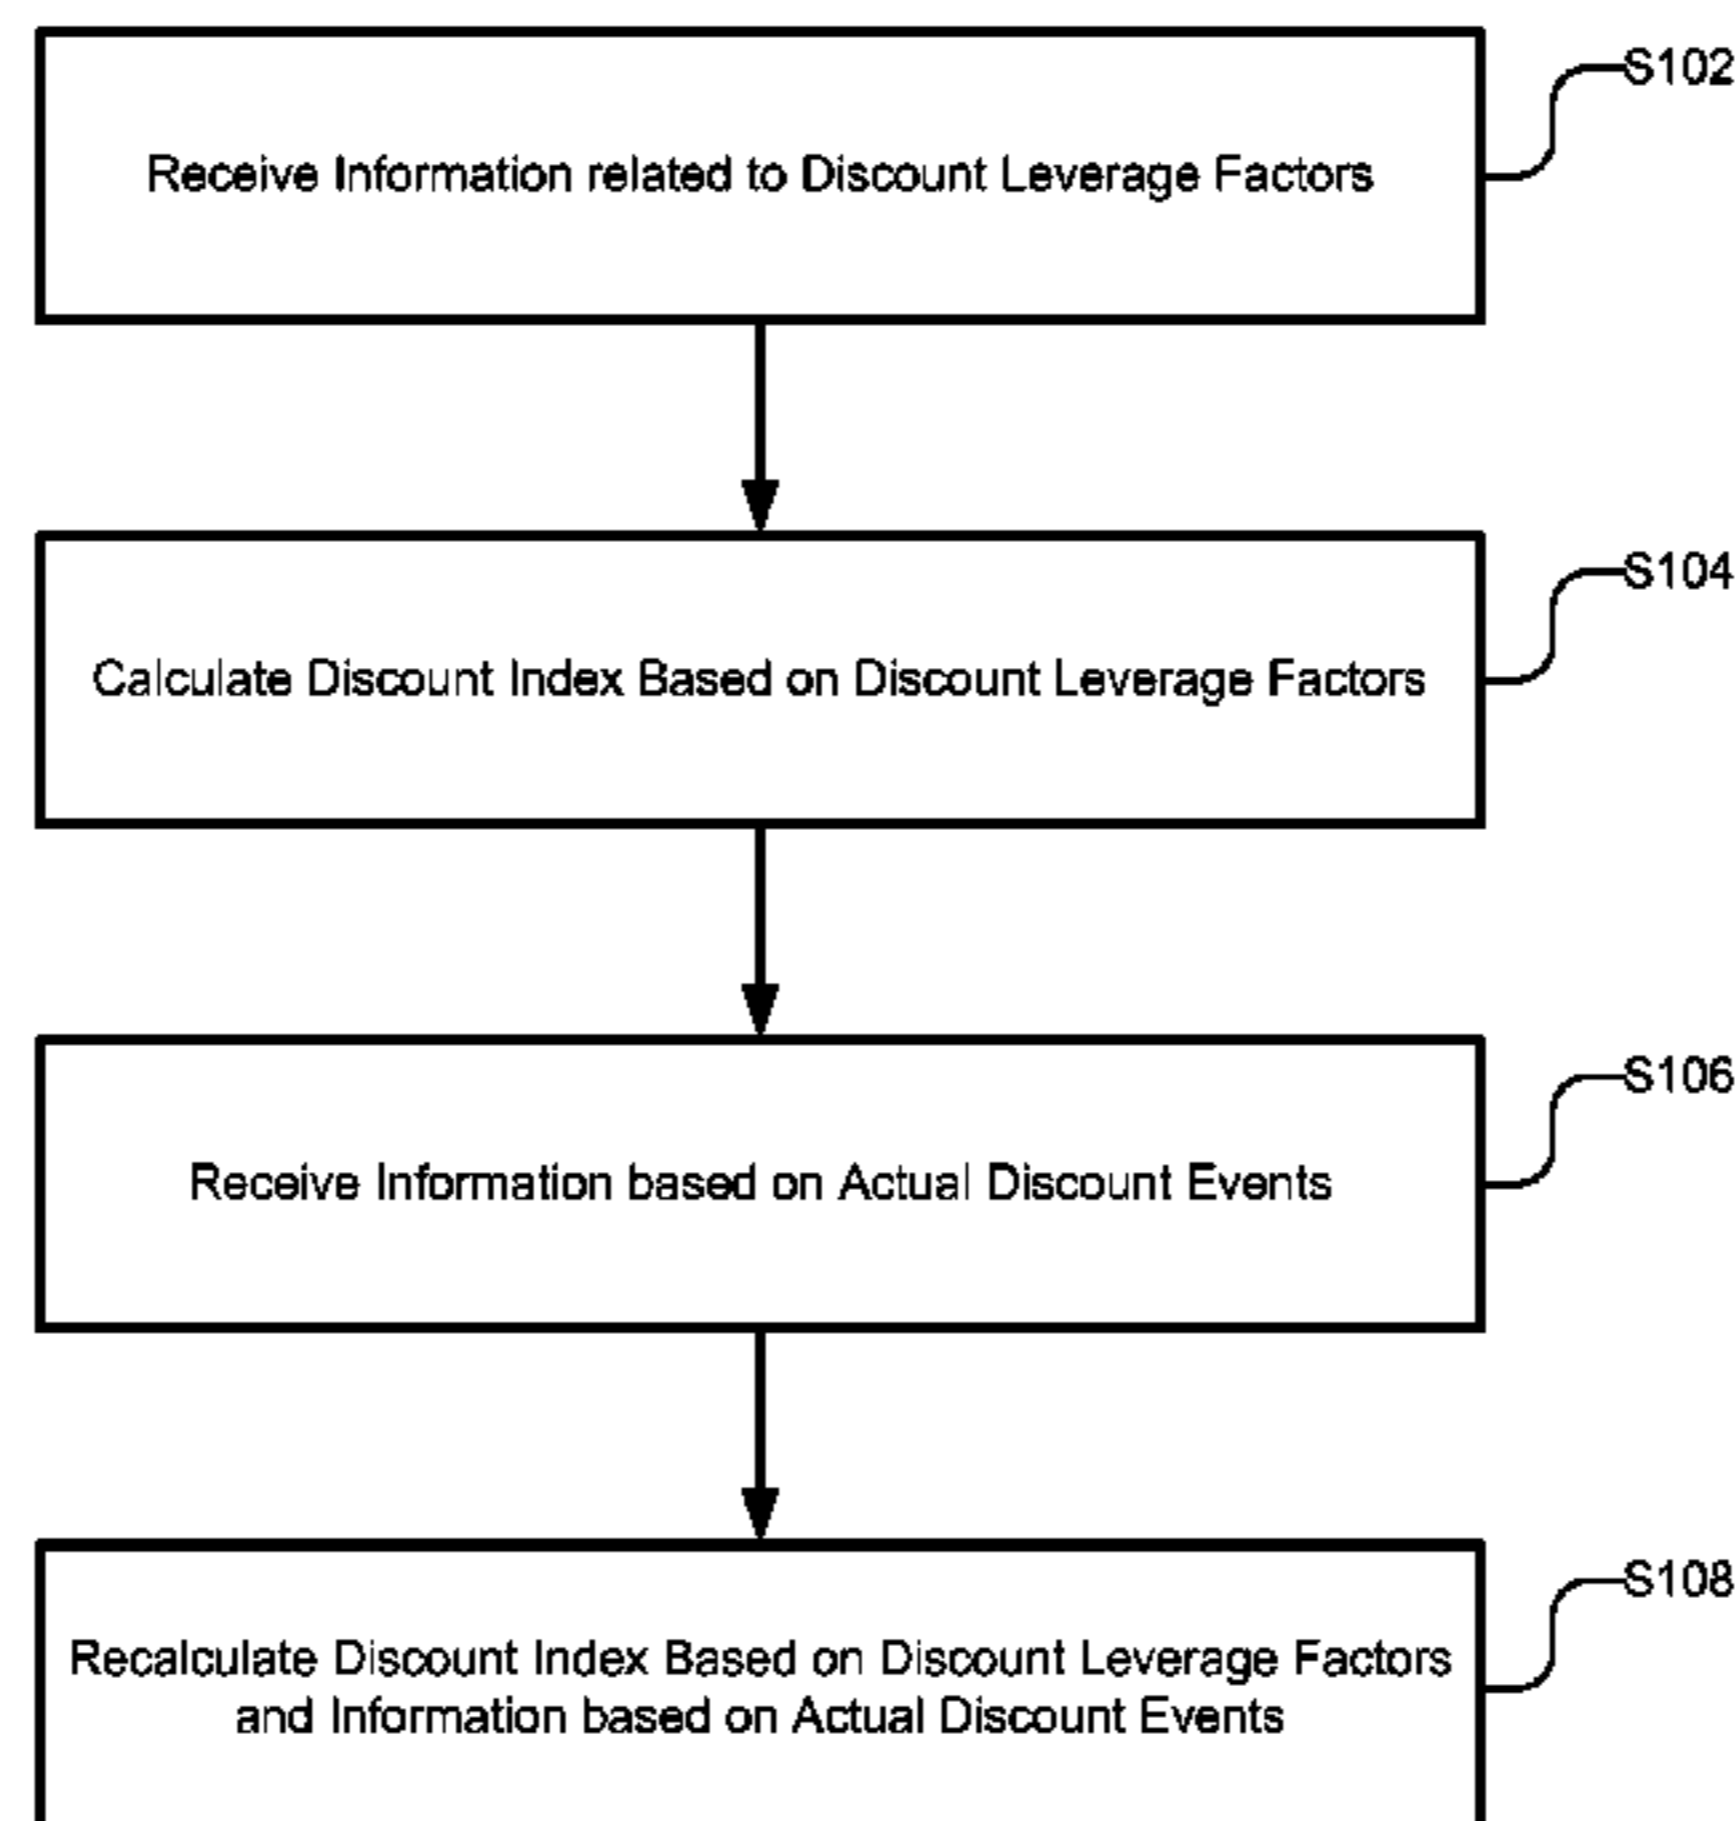 S102
Receive Information related to Discount Leverage Factors
S104
Calculate Discount Index Based on Discount Leverage Factors
S106
Receive Information based on Actual Discount Events
S108
Recalculate Discount Index Based on Discount Leverage Factors
and Information based on Actual Discount Events